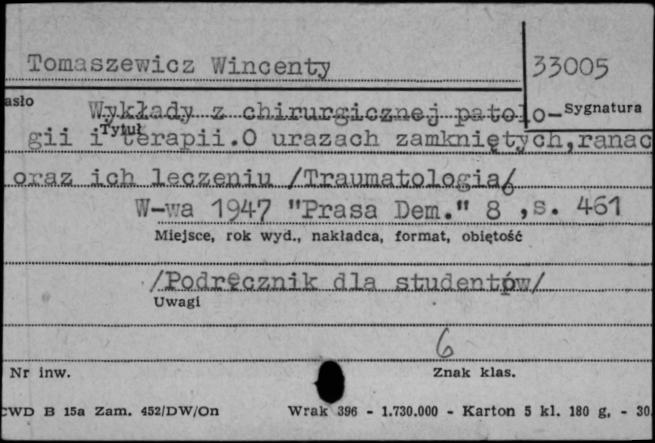 Tomaszewicz Wincenty
33005
asło
Wykłady z chirurgicznej patolo-
Sygnatura
Tytuł
gii i terapii.O urazach zamkniętych,ranac
oraz ich leczeniu /Traumatologia/
W-wa 1947 "Prasa Dem." 8 ,s. 461
Miejsce, rok wyd., nakładca, format, objętość
/Podręcznik dla studentów/
Uwagi
6
Nr inw.
Znak klas.
CWD B 15a Zam. 452/DW/On
Wrak 396 - 1.730.000 - Karton 5 kl. 180 g. - 30